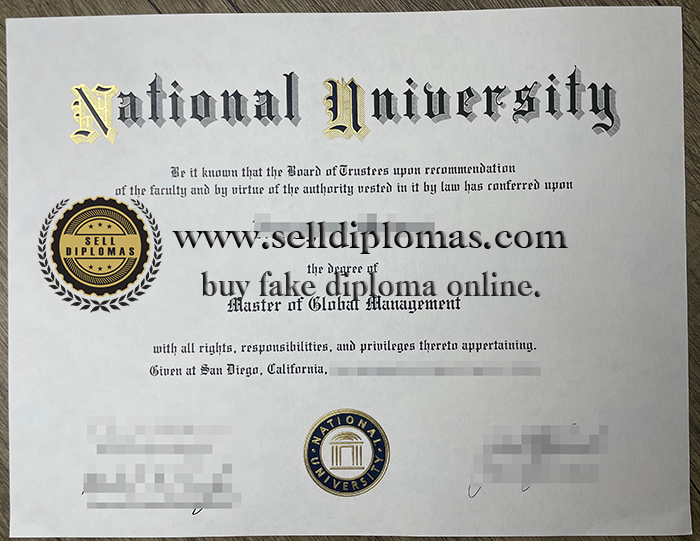 National University
Be it known that the Board of Trustees upon recommendation
of the faculty and by virtue of the authority vested in it by law has conferred upon
SELL
DIPLOMAS
www.selldiplomas.com
the degree of
buy fake diploma online.
Master of Global Management
with all rights, responsibilities, and privileges thereto appertaining.
Given at San Diego, California,
NATIONAL UNIVERSITY